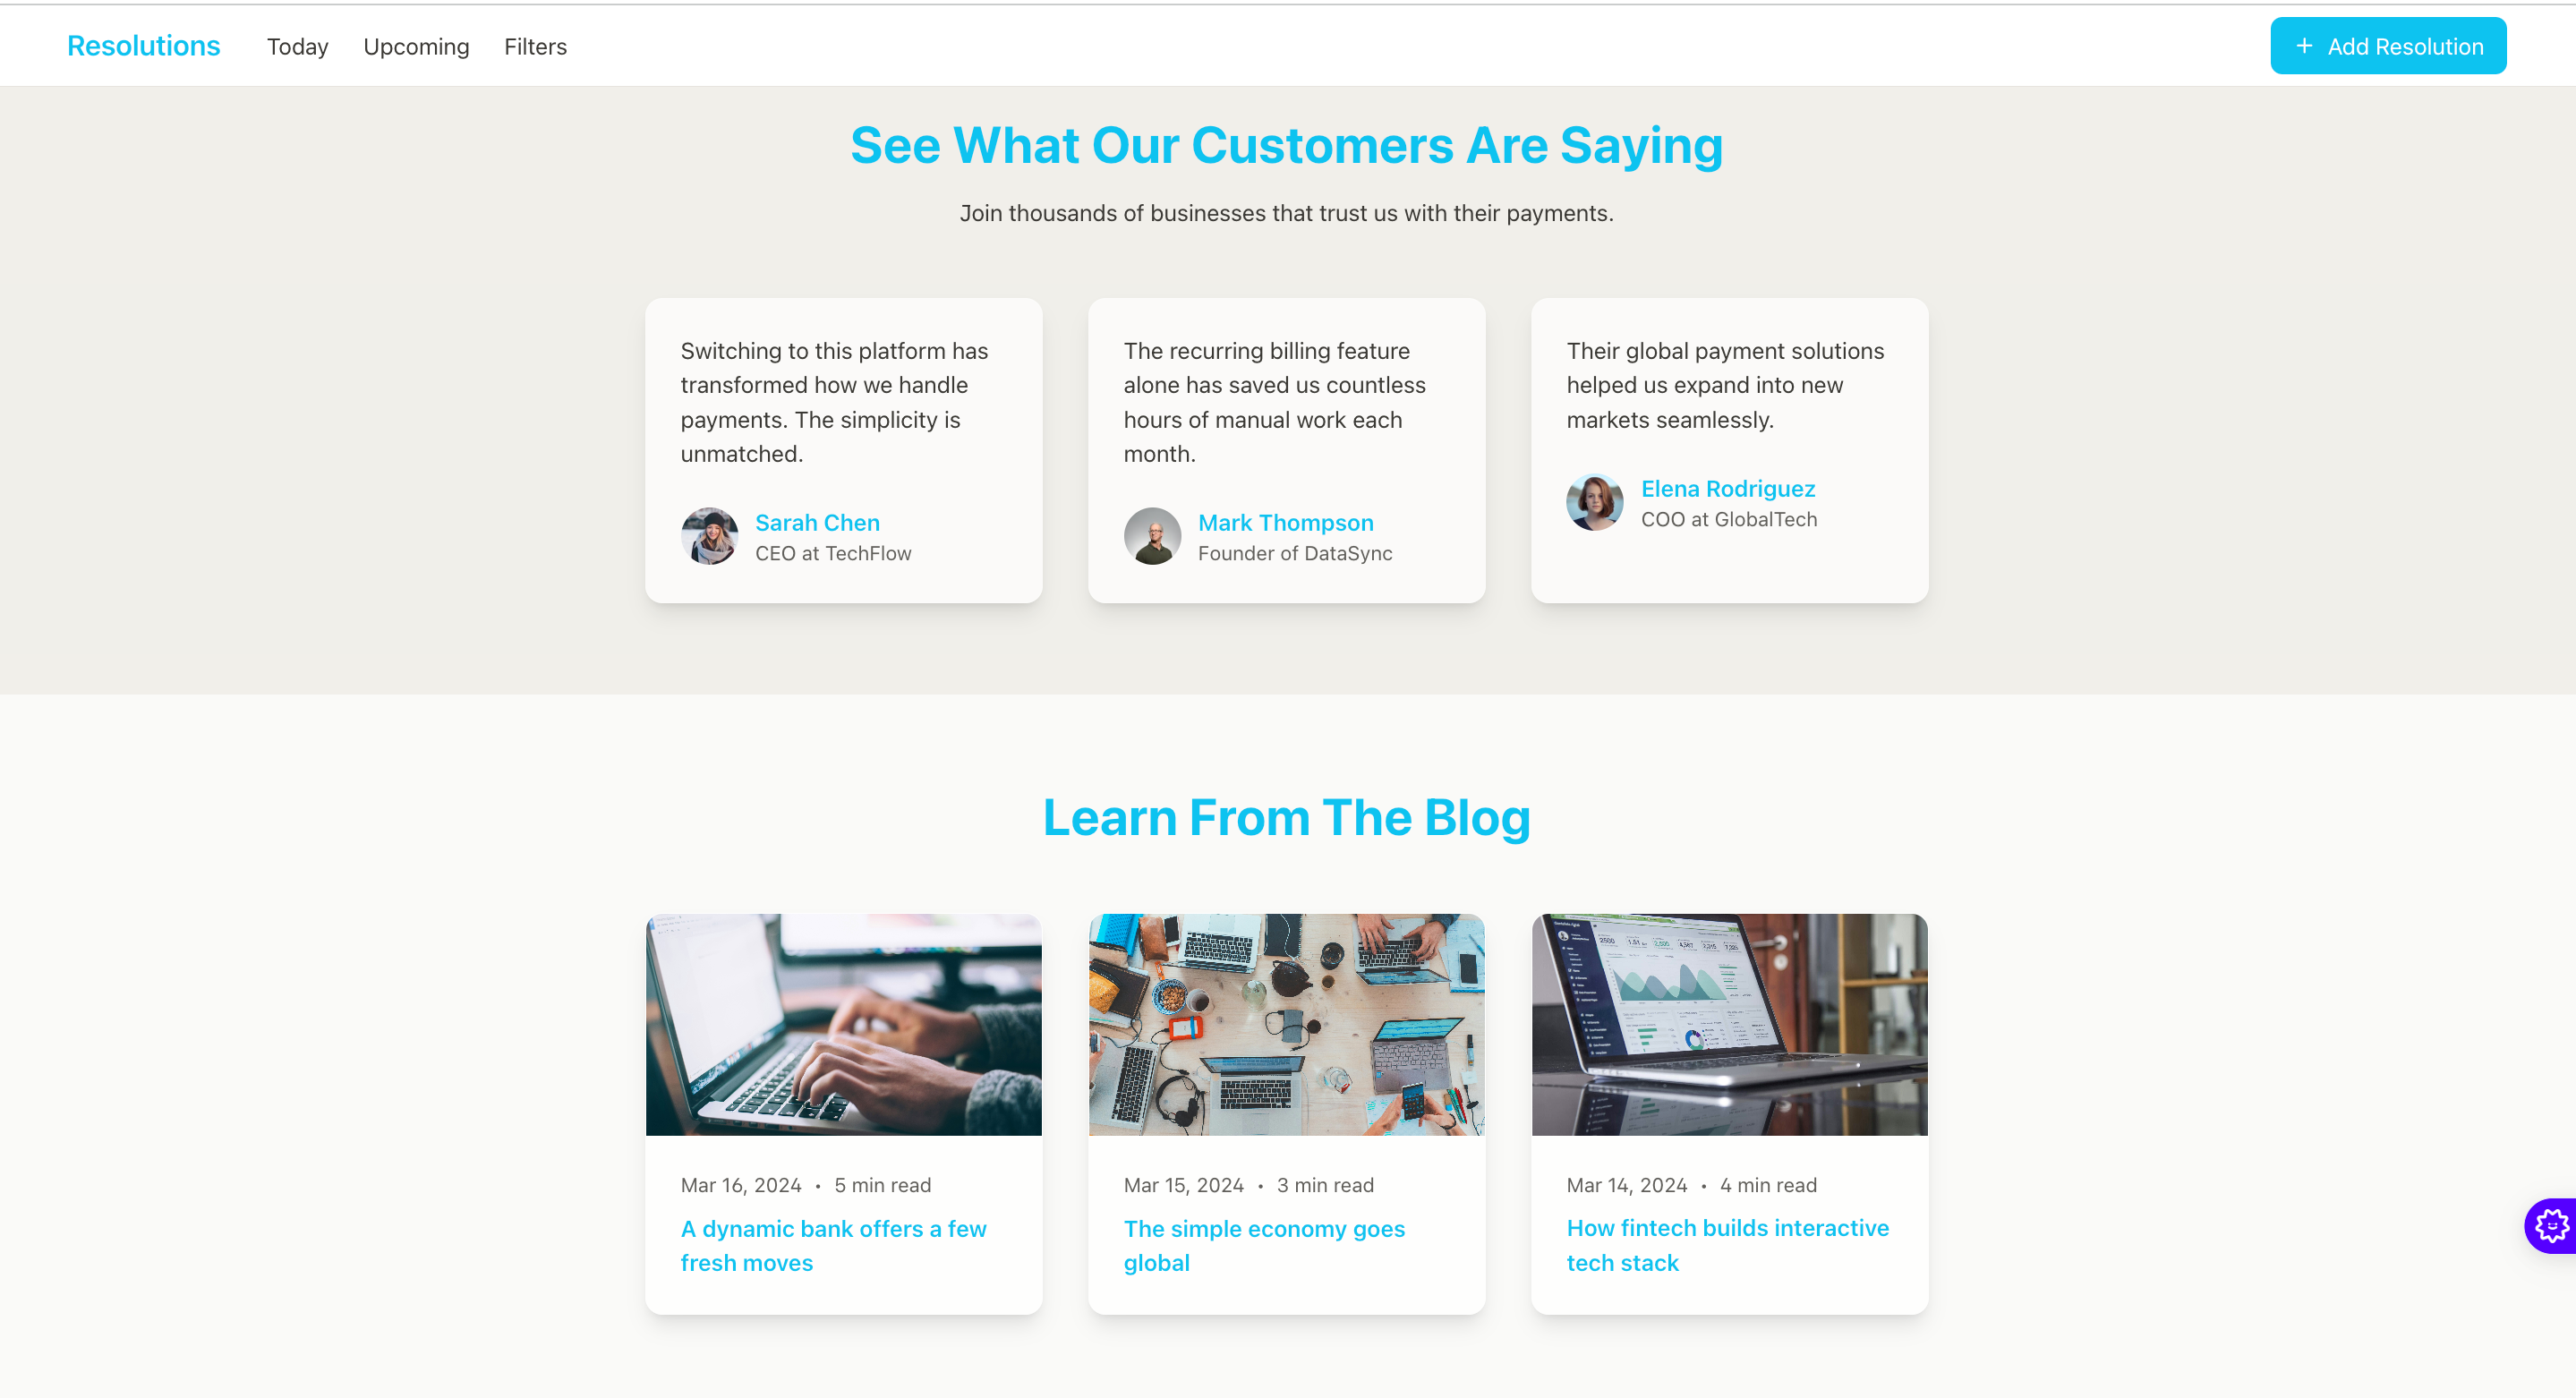 Resolutions
Today
Upcoming
Filters
+ Add Resolution
See What Our Customers Are Saying
Join thousands of businesses that trust us with their payments.
Switching to this platform has
transformed how we handle
payments. The simplicity is
unmatched.
Sarah Chen
CEO at TechFlow
The recurring billing feature
alone has saved us countless
hours of manual work each
month.
Mark Thompson
Founder of DataSync
Their global payment solutions
helped us expand into new
markets seamlessly.
Elena Rodriguez
COO at GlobalTech
Learn From The Blog
Mar 16, 2024 • 5 min read
A dynamic bank offers a few
fresh moves
Mar 15, 2024 • 3 min read
The simple economy goes
global
Mar 14, 2024 • 4 min read
How fintech builds interactive
tech stack